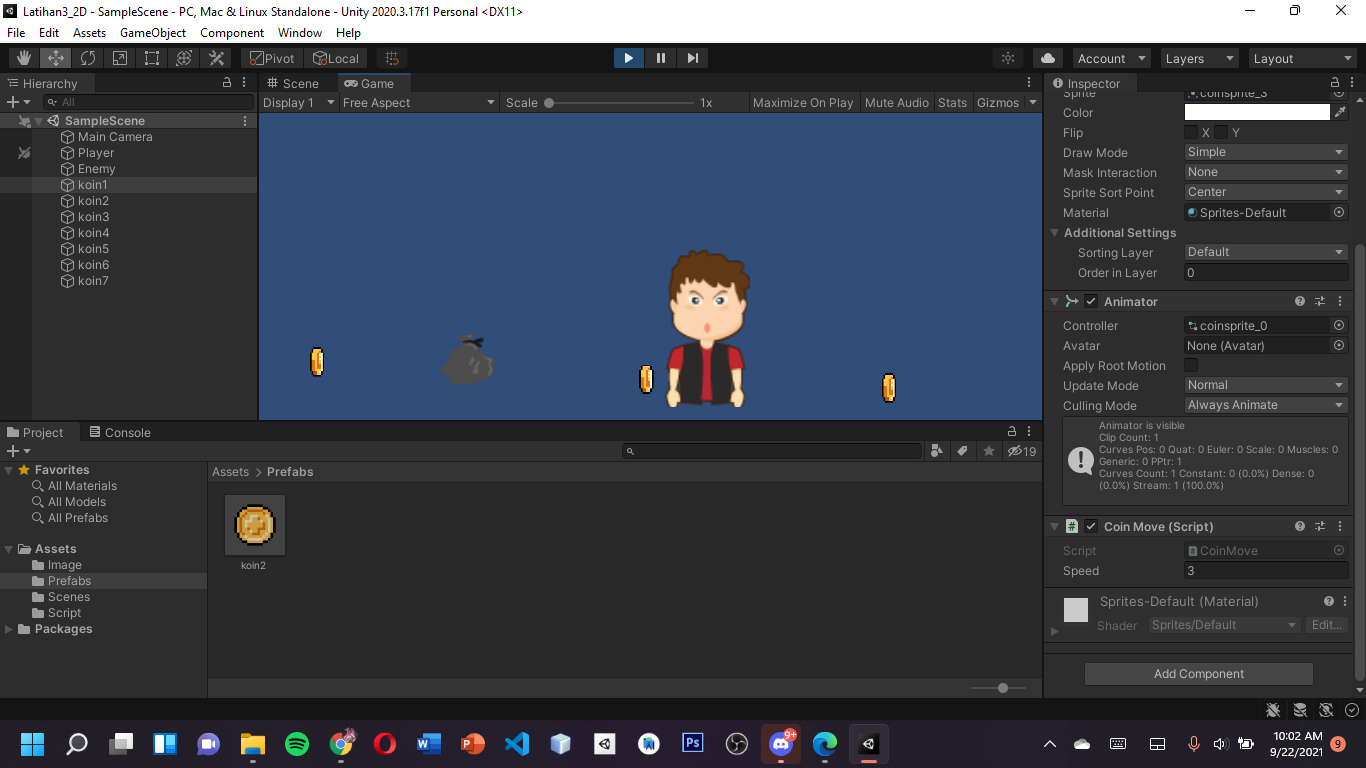 Latihan3_2D - SampleScene - PC, Mac & Linux Standalone - Unity 2020.3.17f1 Personal <DX11>
File Edit Assets GameObject Component Window Help
Pivot Local Account Layers Layout
Hierarchy
All
SampleScene
Main Camera
Player
Enemy
koin1
koin2
koin3
koin4
koin5
koin6
koin7
Scene Game
Display 1 Free Aspect Scale 1x Maximize On Play Mute Audio Stats Gizmos
Inspector
Sprite coinsprite_3
Color
Flip X Y
Draw Mode Simple
Mask Interaction None
Sprite Sort Point Center
Material Sprites-Default
Additional Settings
Sorting Layer Default
Order in Layer 0
Animator
Controller coinsprite_0
Avatar None (Avatar)
Apply Root Motion
Update Mode Normal
Culling Mode Always Animate
Animator is visible
Clip Count: 1
Curves Pos: 0 Quat: 0 Euler: 0 Scale: 0 Muscles: 0
Generic: 0 PPtr: 1
Curves Count: 1 Constant: 0 (0.0%) Dense: 0
(0.0%) Stream: 1 (100.0%)
# Coin Move (Script)
Script CoinMove
Speed 3
Sprites-Default (Material)
Shader Sprites/Default Edit...
Add Component
Project Console
19
Favorites
All Materials
All Models
All Prefabs
Assets
Image
Prefabs
Scenes
Script
Packages
Assets > Prefabs
koin2
W P Ps 9+
10:02 AM
9/22/2021
9